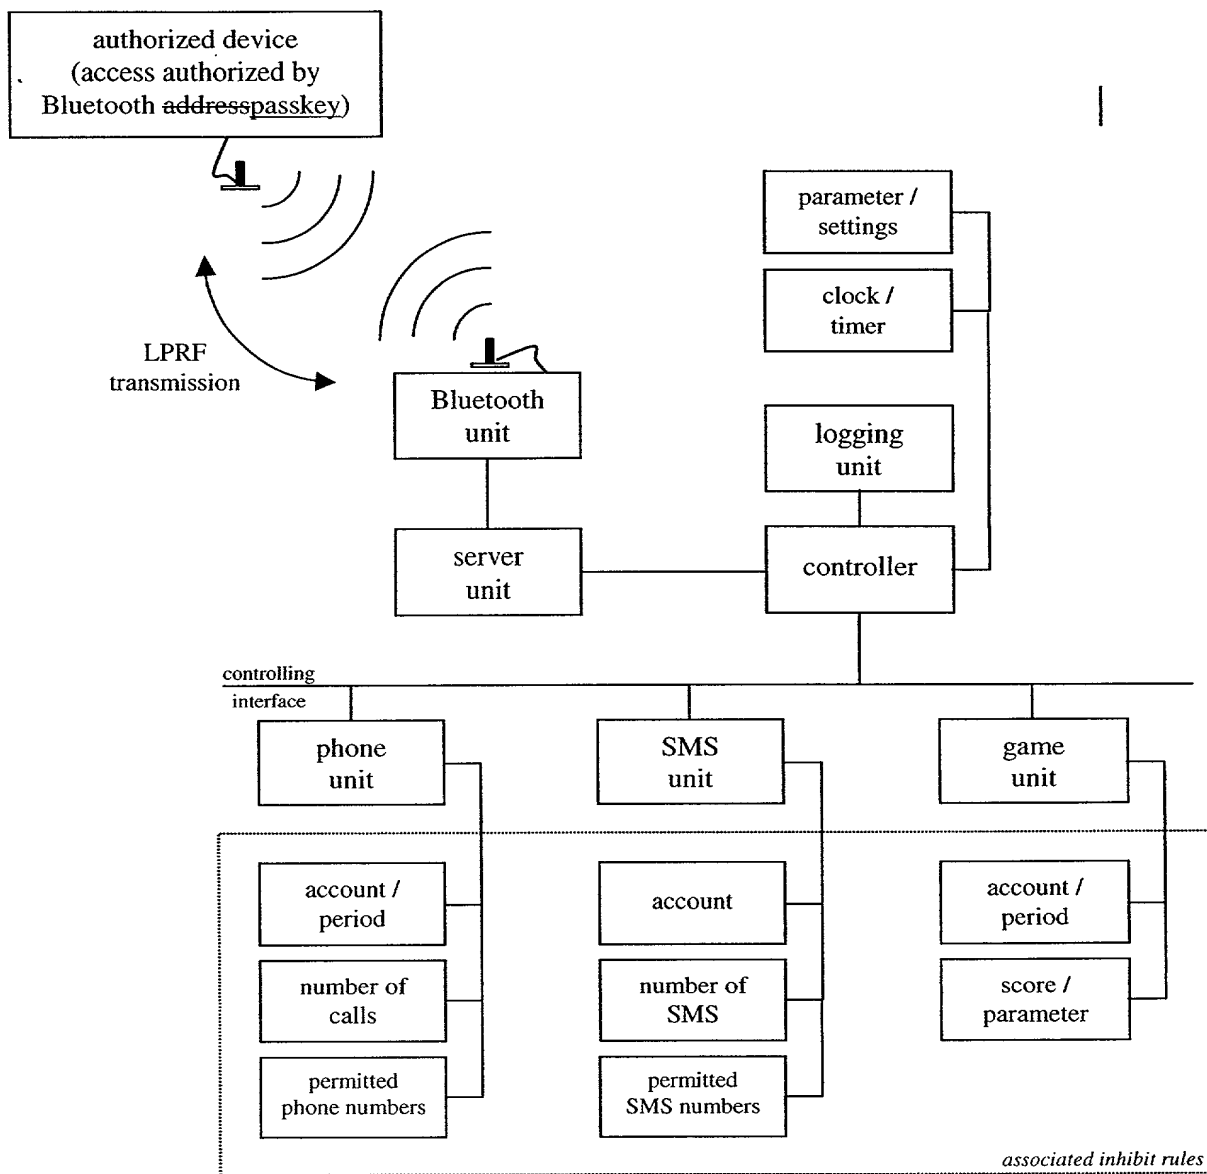 authorized device
(access authorized by
Bluetooth addresspasskey)
parameter /
settings
clock /
timer
LPRF
transmission
Bluetooth
unit
logging
unit
server
unit
controller
controlling
interface
phone
unit
SMS
unit
game
unit
account /
period
account
account /
period
number of
calls
number of
SMS
score /
parameter
permitted
phone numbers
permitted
SMS numbers
associated inhibit rules